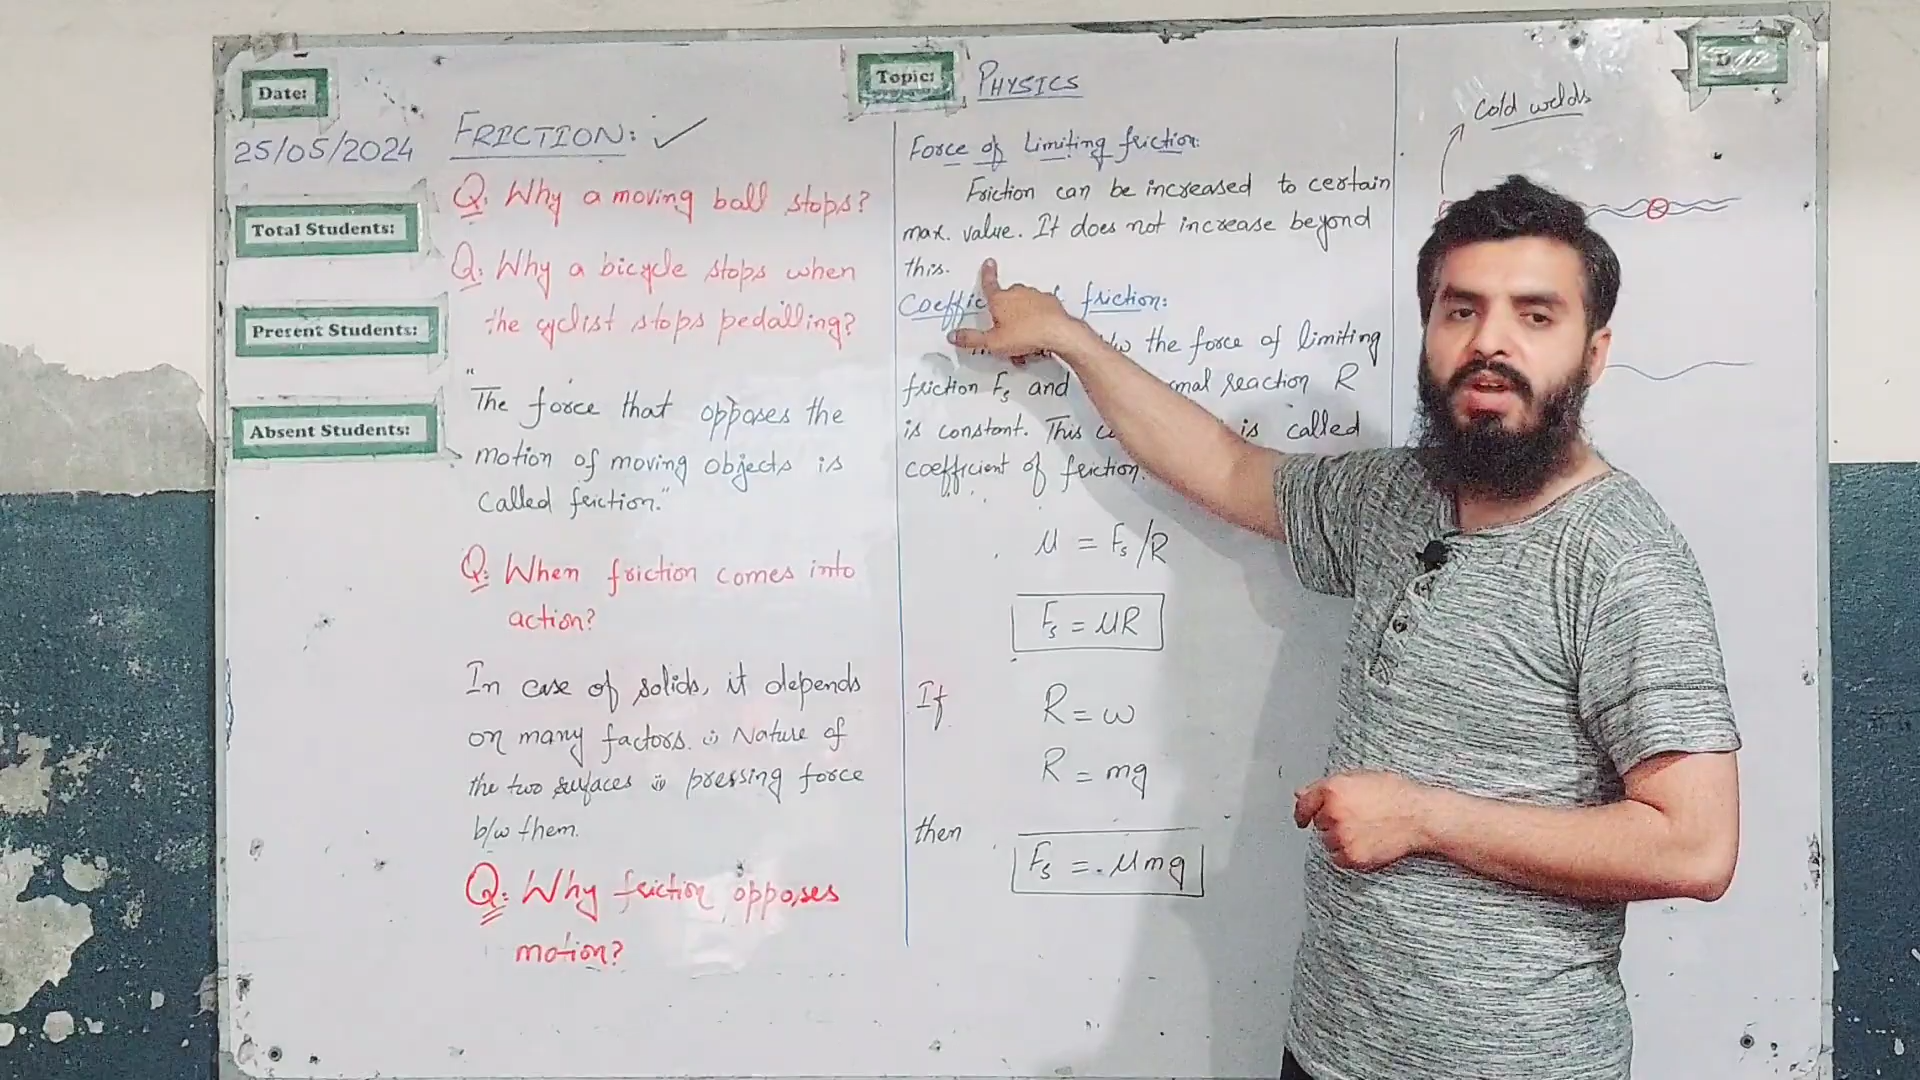 Date:
25/05/2024
Total Students:
Present Students:
Absent Students:
FRICTION: ✓
Q: Why a moving ball stops?
Q: Why a bicycle stops when
the cyclist stops pedalling?
"The force that opposes the
motion of moving objects is
called friction."
Q: When friction comes into
action?
In case of solids, it depends
on many factors. (i) Nature of
the two surfaces (ii) pressing force
b/w them.
Q: Why friction opposes
motion?
Topic: PHYSICS
Force of limiting friction:
Friction can be increased to certain
max. value. It does not increase beyond
this.
friction:
the force of limiting
friction Fs and reaction R
is constant. This is called
coefficient of friction.
μ = Fs/R
Fs = μR
If R = w
R = mg
then
Fs = μmg
Cold welds